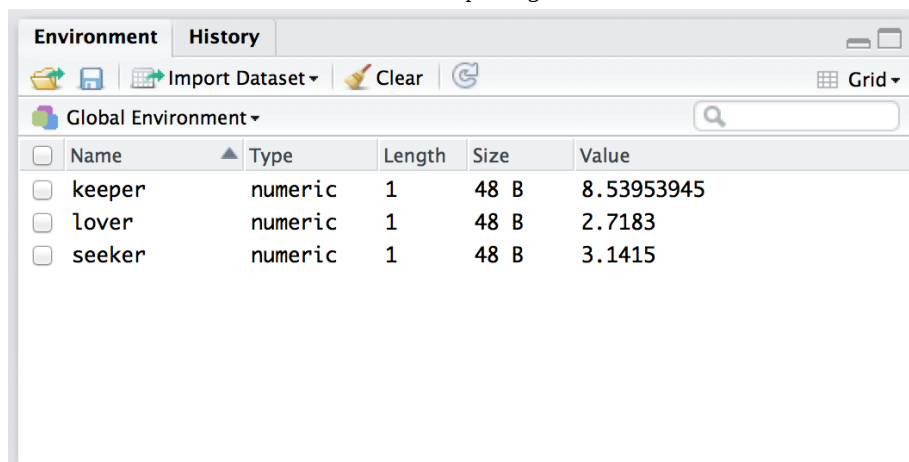 Environment History
Import Dataset Clear Grid
Global Environment
Name Type Length Size Value
keeper numeric 1 48 B 8.53953945
lover numeric 1 48 B 2.7183
seeker numeric 1 48 B 3.1415